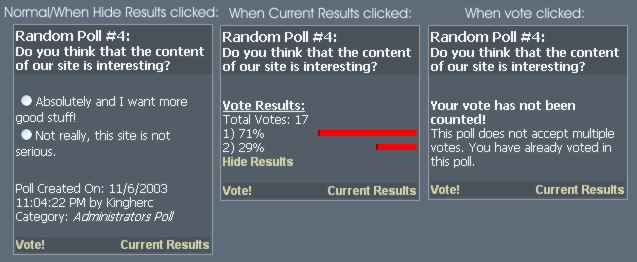 Normal/When Hide Results clicked:
Random Poll #4:
Do you think that the content
of our site is interesting?
Absolutely and I want more
good stuff!
Not really, this site is not
serious.
Poll Created On: 11/6/2003
11:04:22 PM by Kingherc
Category: Administrators Poll
Vote! Current Results
When Current Results clicked:
Random Poll #4:
Do you think that the content
of our site is interesting?
Vote Results:
Total Votes: 17
1) 71%
2) 29%
Hide Results
Vote! Current Results
When vote clicked:
Random Poll #4:
Do you think that the content
of our site is interesting?
Your vote has not been
counted!
This poll does not accept multiple
votes. You have already voted in
this poll.
Vote! Current Results